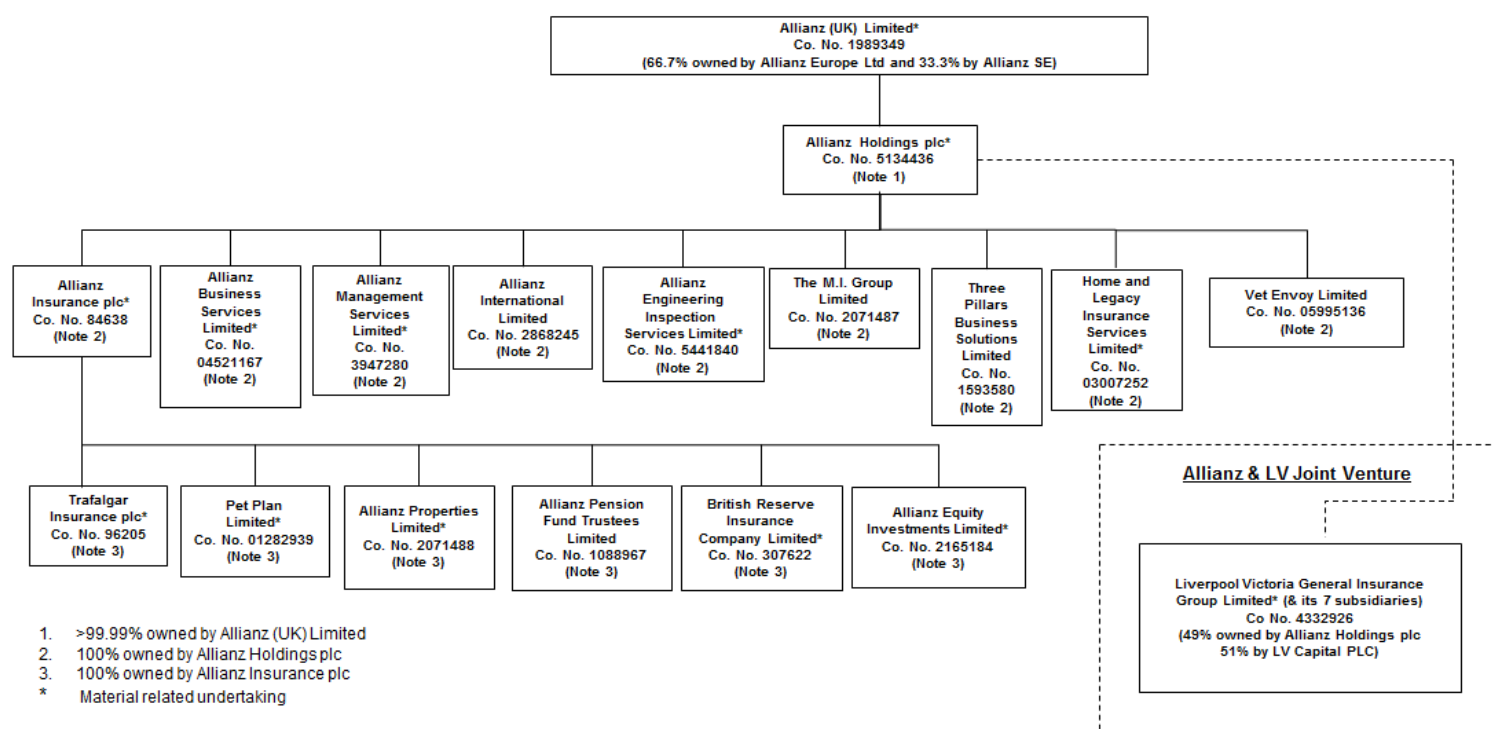 Allianz (UK) Limited*
Co. No. 1989349
(66.7% owned by Allianz Europe Ltd and 33.3% by Allianz SE)
Allianz Holdings plc*
Co. No. 5134436
(Note 1)
Allianz
Insurance plc*
Co. No. 84638
(Note 2)
Allianz
Business
Services
Limited*
Co. No.
04521167
(Note 2)
Allianz
Management
Services
Limited*
Co. No.
3947280
(Note 2)
Allianz
International
Limited
Co. No. 2868245
(Note 2)
Allianz
Engineering
Inspection
Services Limited*
Co. No. 5441840
(Note 2)
The M.I. Group
Limited
Co. No. 2071487
(Note 2)
Three
Pillars
Business
Solutions
Limited
Co. No.
1593580
(Note 2)
Home and
Legacy
Insurance
Services
Limited*
Co. No.
03007252
(Note 2)
Vet Envoy Limited
Co. No. 05995136
(Note 2)
Trafalgar
Insurance plc*
Co. No. 96205
(Note 3)
Pet Plan
Limited*
Co. No. 01282939
(Note 3)
Allianz Properties
Limited*
Co. No. 2071488
(Note 3)
Allianz Pension
Fund Trustees
Limited
Co. No. 1088967
(Note 3)
British Reserve
Insurance
Company Limited*
Co. No. 307622
(Note 3)
Allianz Equity
Investments Limited*
Co. No. 2165184
(Note 3)
Allianz & LV Joint Venture
Liverpool Victoria General Insurance
Group Limited* (& its 7 subsidiaries)
Co No. 4332926
(49% owned by Allianz Holdings plc
51% by LV Capital PLC)
1. >99.99% owned by Allianz (UK) Limited
2. 100% owned by Allianz Holdings plc
3. 100% owned by Allianz Insurance plc
* Material related undertaking